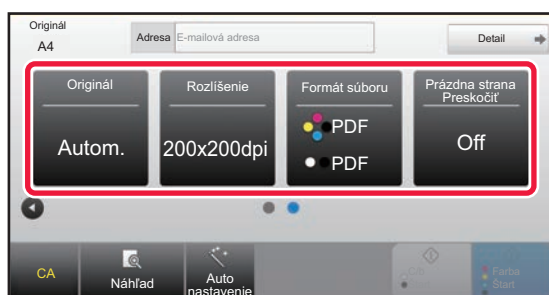 Originál
A4
Adresa E-mailová adresa
Detail
Originál
Rozlíšenie
Formát súboru
Prázdna strana
Preskočiť
Autom.
200x200dpi
PDF
PDF
Off
CA
Náhľad
Auto
nastavenie
Farba
Štart